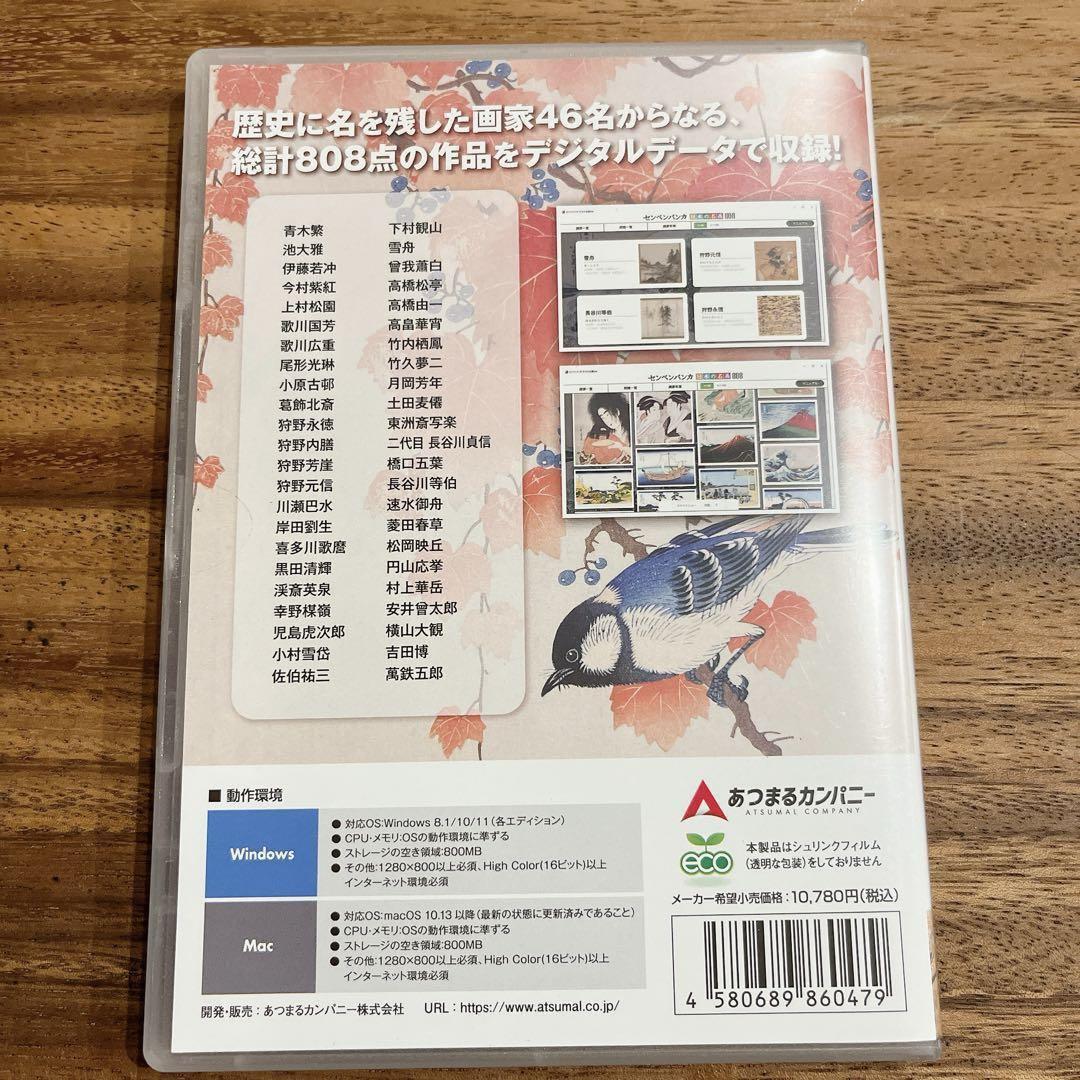 歴史に名を残した画家46名からなる、
総計808点の作品をデジタルデータで収録!
青木繁
池大雅
伊藤若冲
今村紫紅
上村松園
歌川国芳
歌川広重
尾形光琳
小原古邨
葛飾北斎
狩野永徳
狩野内膳
狩野芳崖
狩野元信
川瀬巴水
岸田劉生
喜多川歌麿
黒田清輝
渓斎英泉
幸野楳嶺
児島虎次郎
小村雪岱
佐伯祐三
下村観山
雪舟
曾我蕭白
高橋松亭
高橋由一
高畠華宵
竹内栖鳳
竹久夢二
月岡芳年
土田麦僊
東洲斎写楽
二代目 長谷川貞信
橋口五葉
長谷川等伯
速水御舟
菱田春草
松岡映丘
円山応挙
村上華岳
安井曾太郎
横山大観
吉田博
萬鉄五郎
センペンバンカ 808
雪舟
狩野元信
長谷川等伯
狩野永徳
センペンバンカ 808
■ 動作環境
Windows
● 対応OS:Windows 8.1/10/11(各エディション)
● CPU・メモリ:OSの動作環境に準ずる
● ストレージの空き領域:800MB
● その他:1280×800以上必須、High Color(16ビット)以上
インターネット環境必須
Mac
● 対応OS:macOS 10.13 以降(最新の状態に更新済みであること)
● CPU・メモリ:OSの動作環境に準ずる
● ストレージの空き領域:800MB
● その他:1280×800以上必須、High Color(16ビット)以上
インターネット環境必須
開発・販売:あつまるカンパニー株式会社 URL:https://www.atsumal.co.jp/
あつまるカンパニー
ATSUMAL COMPANY
eco
本製品はシュリンクフィルム
(透明な包装)をしておりません
メーカー希望小売価格:10,780円(税込)
4 580689 860479